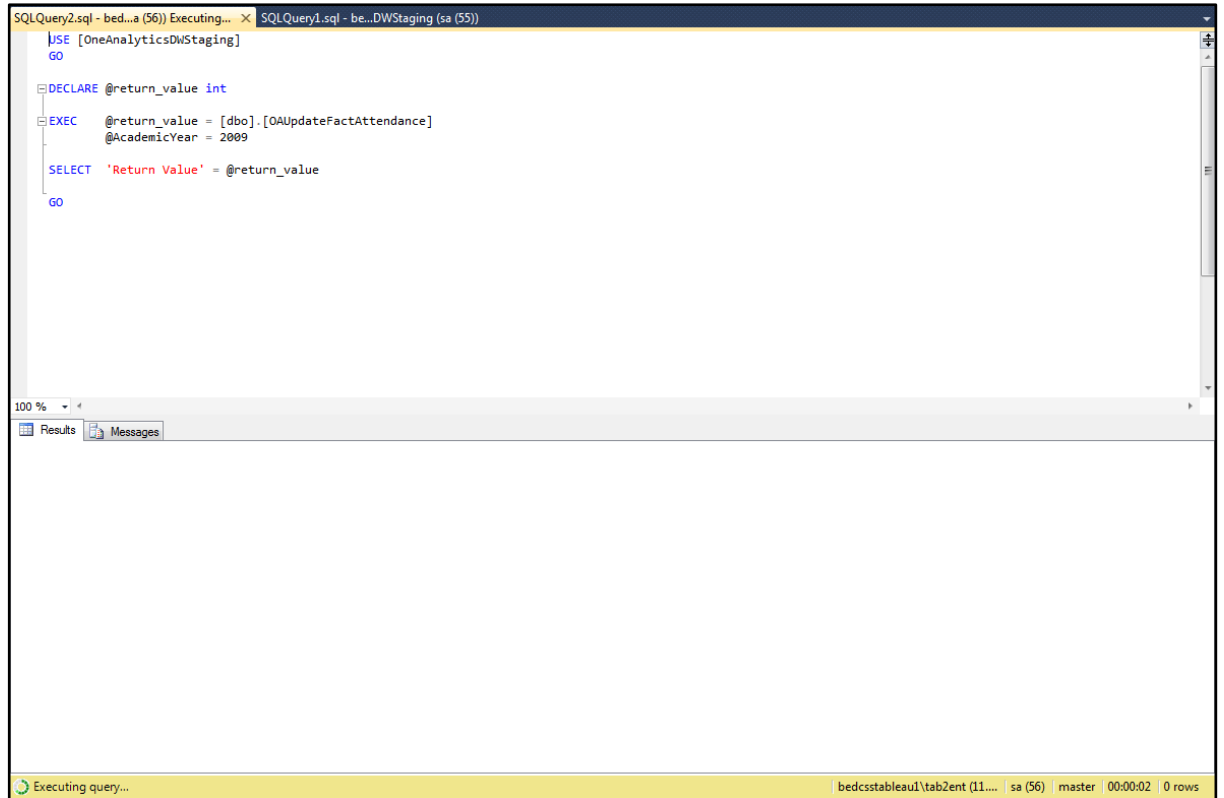 SQLQuery2.sql - bed...a (56)) Executing... SQLQuery1.sql - be...DWStaging (sa (55))
USE [OneAnalyticsDWStaging]
GO
DECLARE @return_value int
EXEC @return_value = [dbo].[OAUpdateFactAttendance]
@AcademicYear = 2009
SELECT 'Return Value' = @return_value
GO
100 %
Results Messages
Executing query... bedcsstableau1\tab2ent (11.... sa (56) master 00:00:02 0 rows